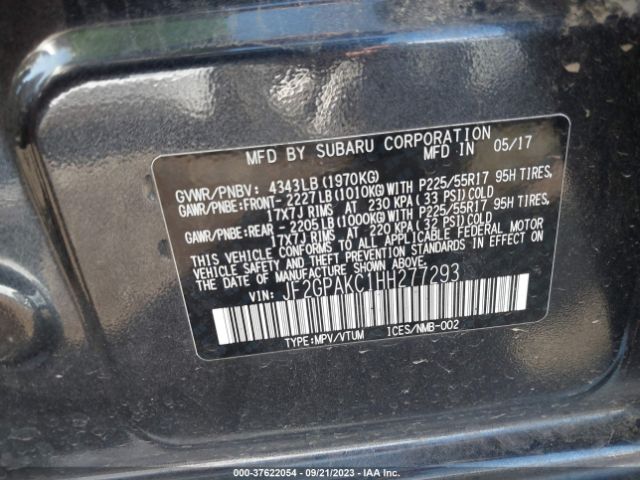 MFD BY SUBARU CORPORATION
MFD IN 05/17
GVWR/PNBV: 4343LB(1970KG)
GAWR/PNBE:FRONT- 2227LB(1010KG)WITH P225/55R17 95H TIRES,
17X7J RIMS AT 230 KPA(33 PSI)COLD
GAWR/PNBE:REAR - 2205LB(1000KG)WITH P225/55R17 95H TIRES,
17X7J RIMS AT 220 KPA(32 PSI)COLD
THIS VEHICLE CONFORMS TO ALL APPLICABLE FEDERAL MOTOR
VEHICLE SAFETY AND THEFT PREVENTION STANDARDS IN EFFECT ON
THE DATE OF MANUFACTURE SHOWN ABOVE.
VIN: JF2GPAKC1HH277293
TYPE:MPV/VTUM ICES/NMB-002
000-37622054 - 09/21/2023 - IAA Inc.